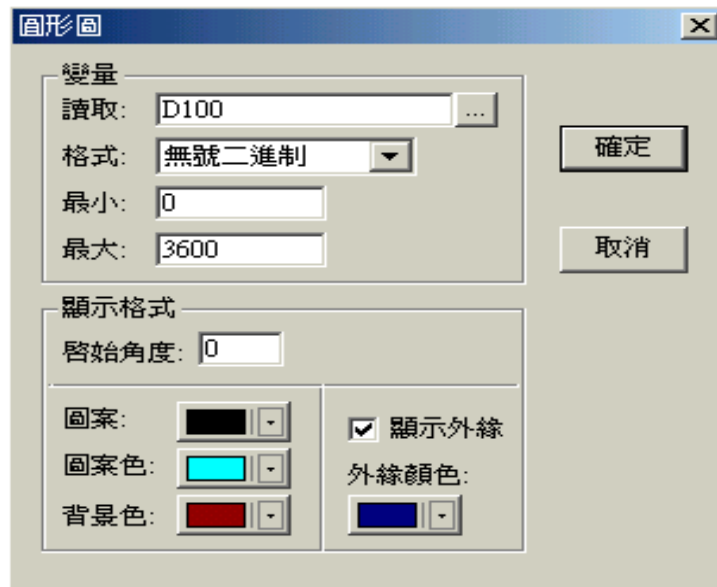 圓形圖
變量
讀取: D100 ...
格式: 無號二進制
最小: 0
最大: 3600
確定
取消
顯示格式
啓始角度: 0
圖案:
圖案色:
背景色:
顯示外緣
外緣顏色: